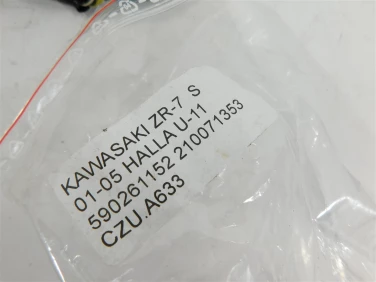 KAWASAKI ZR-7 S
01-05 HALLA U-11
590261152 210071353
CZU.A633